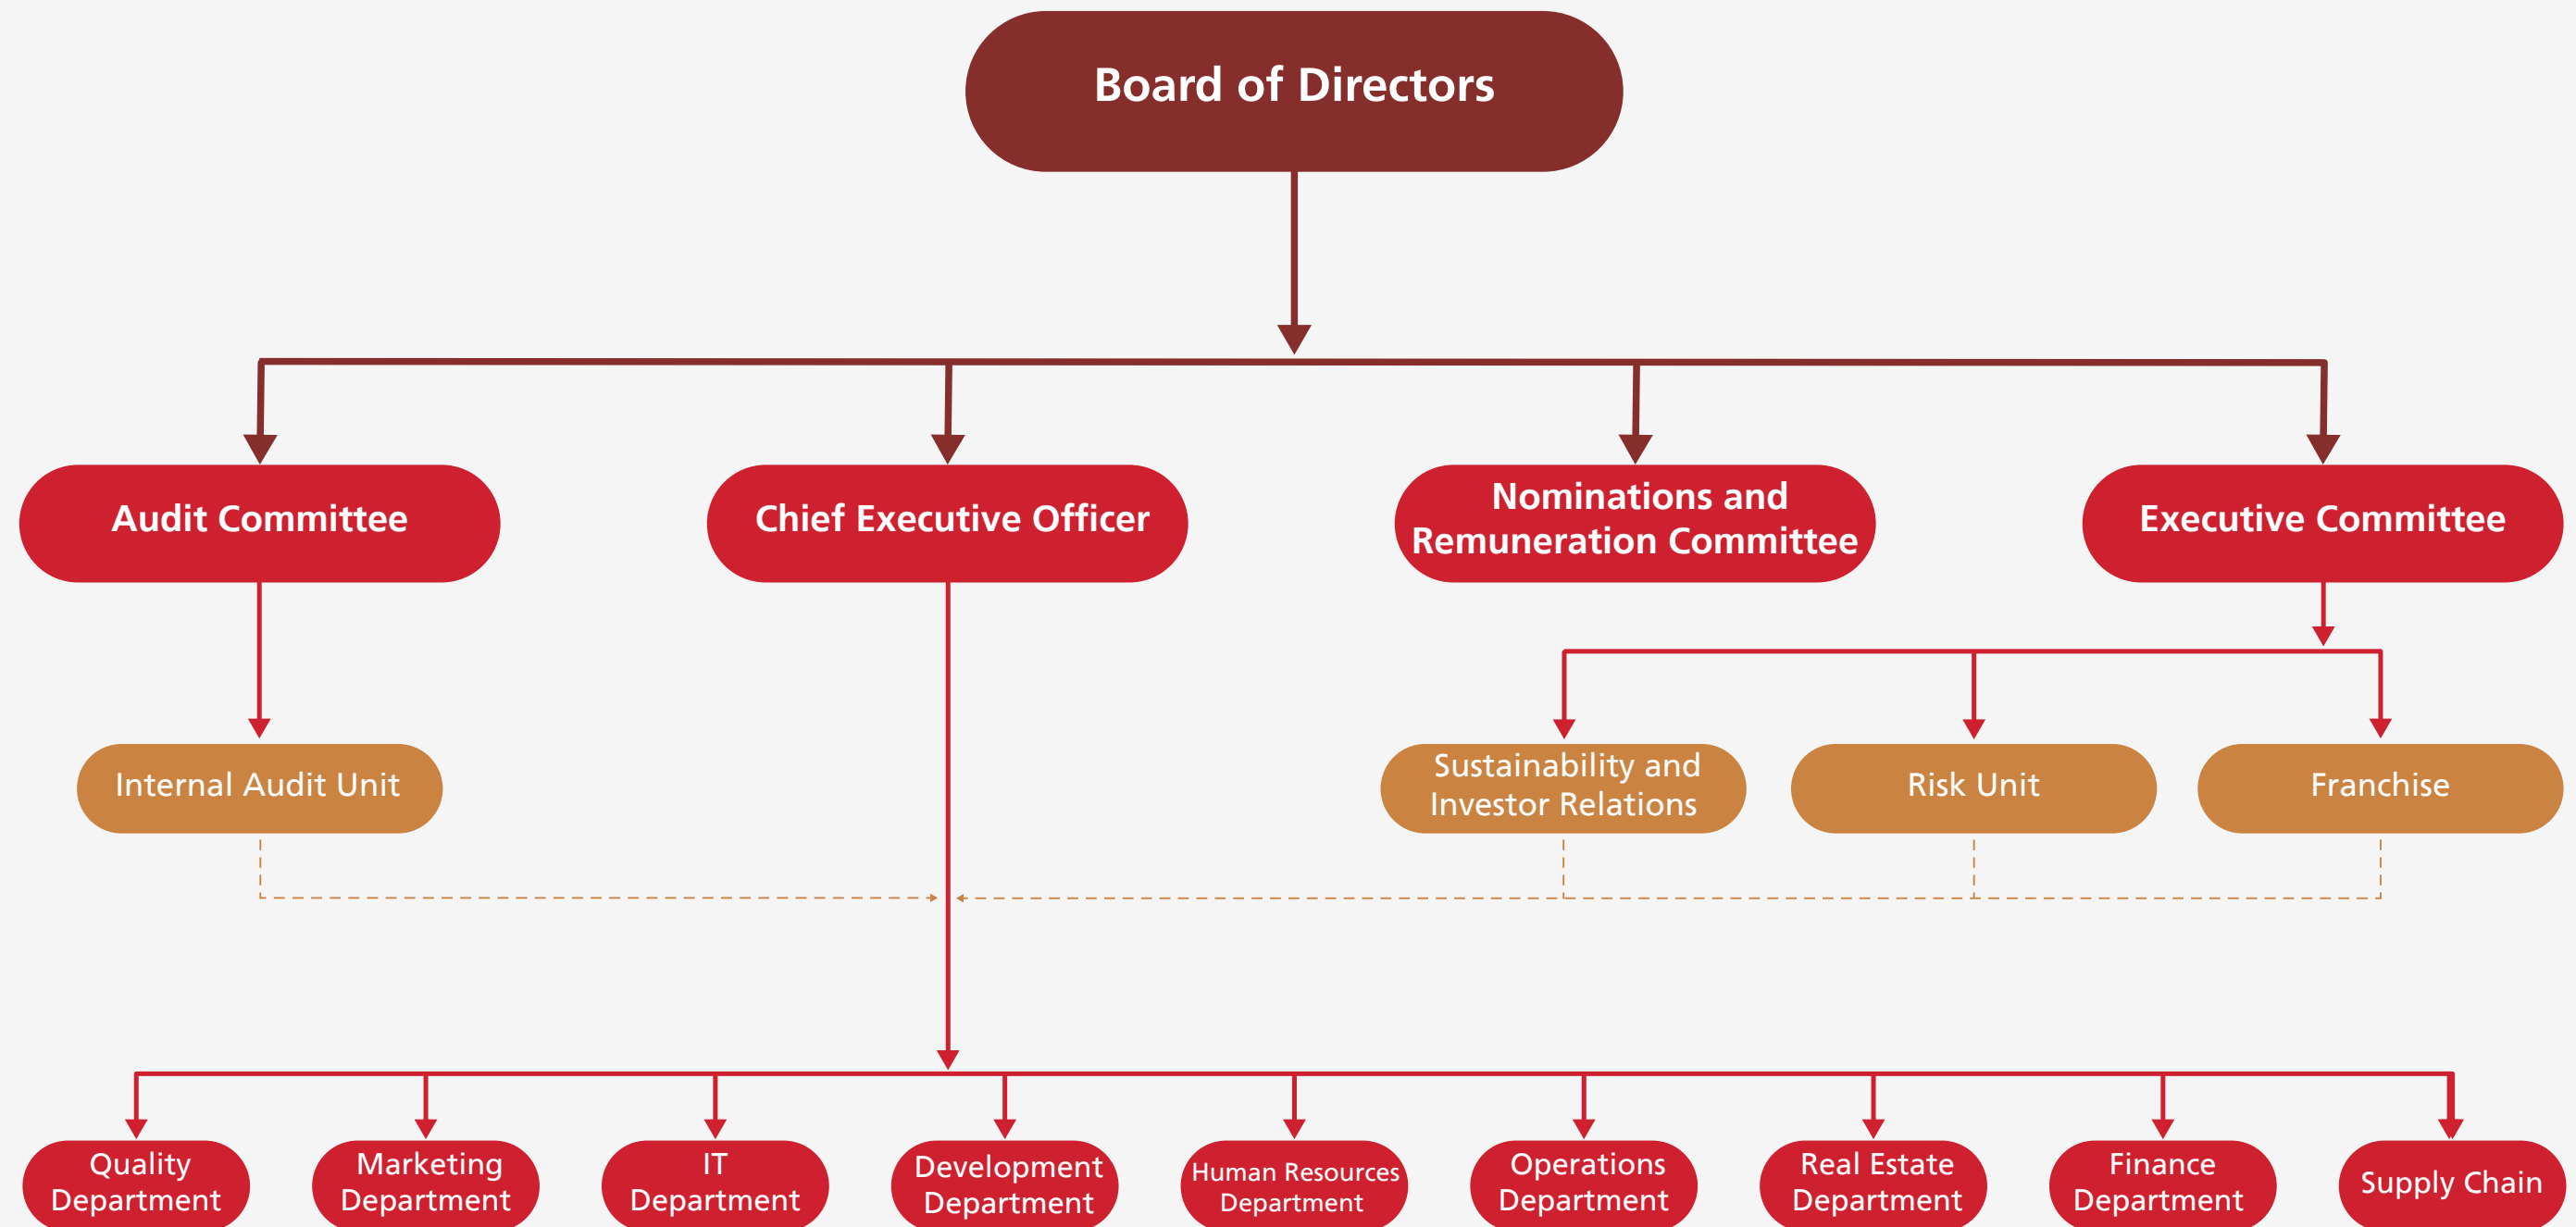 Board of Directors
Audit Committee
Chief Executive Officer
Nominations and
Remuneration Committee
Executive Committee
Internal Audit Unit
Sustainability and
Investor Relations
Risk Unit
Franchise
Quality
Department
Marketing
Department
IT
Department
Development
Department
Human Resources
Department
Operations
Department
Real Estate
Department
Finance
Department
Supply Chain